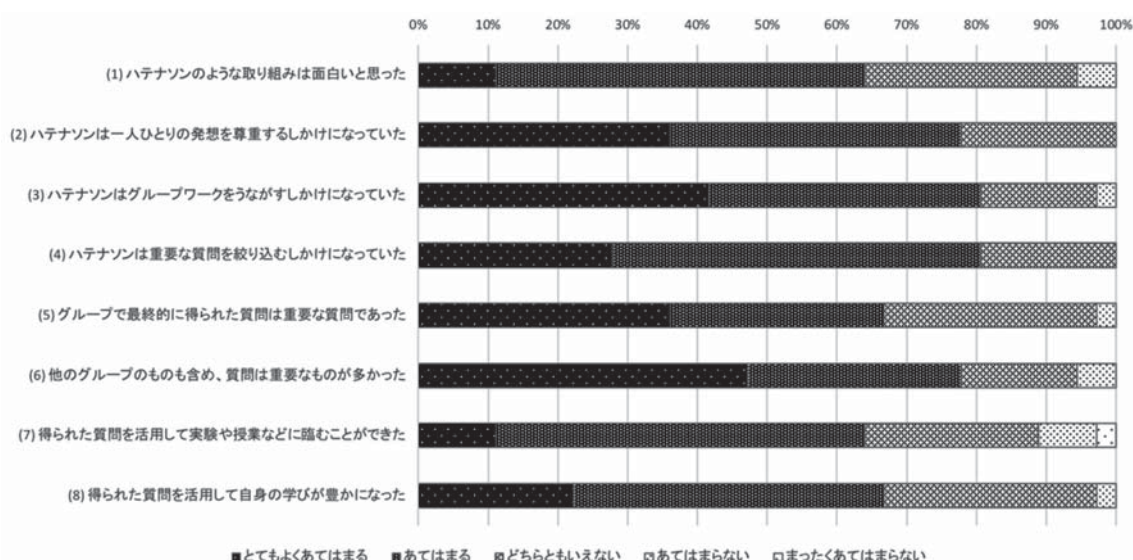 0% 10% 20% 30% 40% 50% 60% 70% 80% 90% 100%
(1) ハテナソンのような取り組みは面白いと思った
(2) ハテナソンは一人ひとりの発想を尊重するしかけになっていた
(3) ハテナソンはグループワークをうながすしかけになっていた
(4) ハテナソンは重要な質問を絞り込むしかけになっていた
(5) グループで最終的に得られた質問は重要な質問であった
(6) 他のグループのものも含め、質問は重要なものが多かった
(7) 得られた質問を活用して実験や授業などに臨むことができた
(8) 得られた質問を活用して自身の学びが豊かになった
とてもよくあてはまる あてはまる どちらともいえない あてはまらない まったくあてはまらない